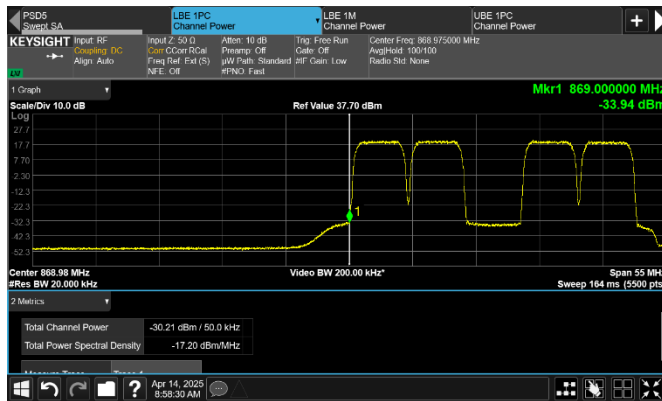 PSD5
Swept SA
LBE 1PC
Channel Power
LBE 1M
Channel Power
UBE 1PC
Channel Power
+
KEYSIGHT
Input: RF
Coupling: DC
Align: Auto
Input Z: 50 Ω
Corr CCorr RCal
Freq Ref: Ext (S)
NFE: Off
Atten: 10 dB
Preamp: Off
µW Path: Standard
#PNO: Fast
Trig: Free Run
Gate: Off
#IF Gain: Low
Center Freq: 868.975000 MHz
Avg|Hold: 100/100
Radio Std: None
1 Graph
Scale/Div 10.0 dB
Ref Value 37.70 dBm
Mkr1 869.000000 MHz
-33.94 dBm
Log
27.7
17.7
7.70
-2.30
-12.3
-22.3
-32.3
-42.3
-52.3
1
Center 868.98 MHz
#Res BW 20.000 kHz
Video BW 200.00 kHz*
Span 55 MHz
Sweep 164 ms (5500 pts)
2 Metrics
Total Channel Power
-30.21 dBm / 50.0 kHz
Total Power Spectral Density
-17.20 dBm/MHz
?
Apr 14, 2025
8:58:30 AM